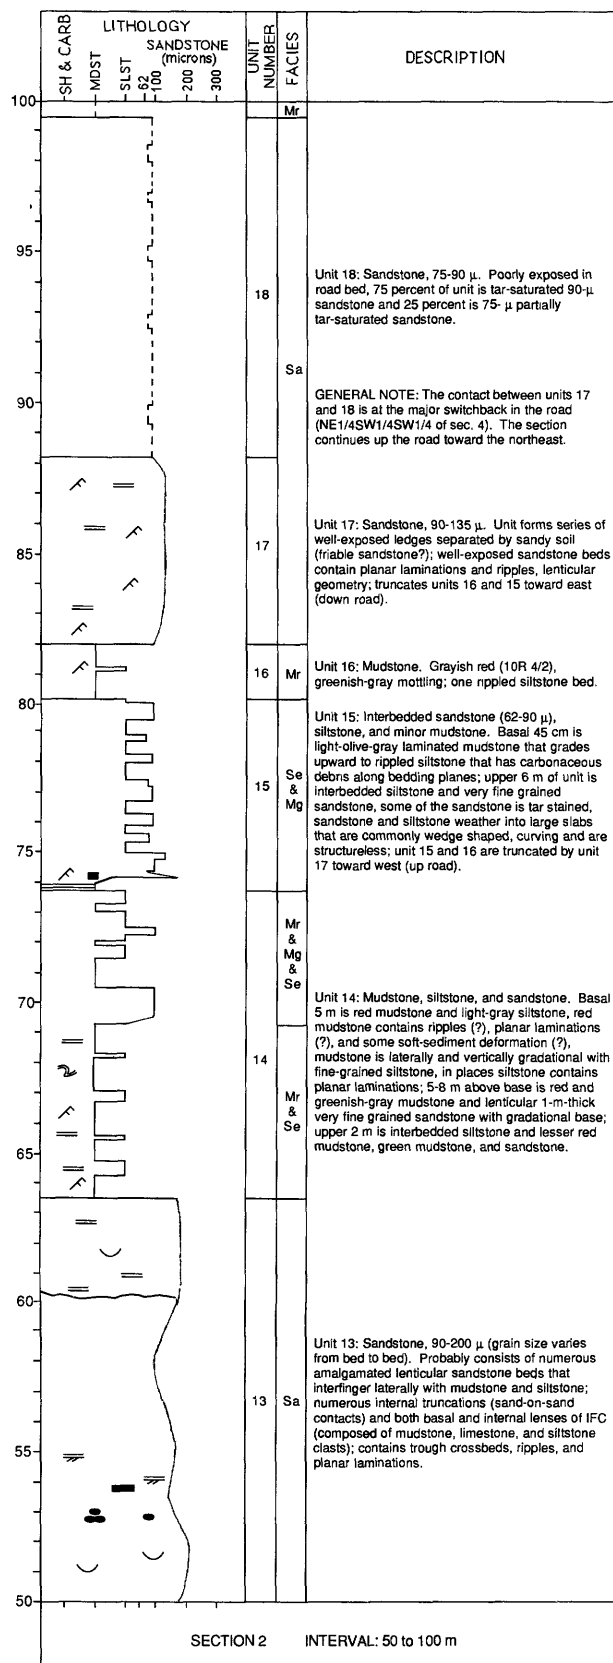 LITHOLOGY
SH & CARB
MDST
SLST
SANDSTONE
(microns)
62
100
200
300
UNIT
NUMBER
FACIES
DESCRIPTION
100
Mr
95
Unit 18: Sandstone, 75-90 μ. Poorly exposed in
road bed, 75 percent of unit is tar-saturated 90-μ
sandstone and 25 percent is 75- μ partially
tar-saturated sandstone.
18
Sa
GENERAL NOTE: The contact between units 17
and 18 is at the major switchback in the road
(NE1/4SW1/4SW1/4 of sec. 4). The section
continues up the road toward the northeast.
90
Unit 17: Sandstone, 90-135 μ. Unit forms series of
well-exposed ledges separated by sandy soil
(friable sandstone?); well-exposed sandstone beds
contain planar laminations and ripples, lenticular
geometry; truncates units 16 and 15 toward east
(down road).
17
85
16
Mr
Unit 16: Mudstone. Grayish red (10R 4/2),
greenish-gray mottling; one rippled siltstone bed.
80
Unit 15: Interbedded sandstone (62-90 μ),
siltstone, and minor mudstone. Basal 45 cm is
light-olive-gray laminated mudstone that grades
upward to rippled siltstone that has carbonaceous
debris along bedding planes; upper 6 m of unit is
interbedded siltstone and very fine grained
sandstone, some of the sandstone is tar stained,
sandstone and siltstone weather into large slabs
that are commonly wedge shaped, curving and are
structureless; unit 15 and 16 are truncated by unit
17 toward west (up road).
15
Se
&
Mg
75
Mr
&
Mg
&
Se
70
Unit 14: Mudstone, siltstone, and sandstone. Basal
5 m is red mudstone and light-gray siltstone, red
mudstone contains ripples (?), planar laminations
(?), and some soft-sediment deformation (?),
mudstone is laterally and vertically gradational with
fine-grained siltstone, in places siltstone contains
planar laminations; 5-8 m above base is red and
greenish-gray mudstone and lenticular 1-m-thick
very fine grained sandstone with gradational base;
upper 2 m is interbedded siltstone and lesser red
mudstone, green mudstone, and sandstone.
14
Mr
&
Se
65
60
Unit 13: Sandstone, 90-200 μ (grain size varies
from bed to bed). Probably consists of numerous
amalgamated lenticular sandstone beds that
interfinger laterally with mudstone and siltstone;
numerous internal truncations (sand-on-sand
contacts) and both basal and internal lenses of IFC
(composed of mudstone, limestone, and siltstone
clasts); contains trough crossbeds, ripples, and
planar laminations.
13
Sa
55
50
SECTION 2 INTERVAL: 50 to 100 m